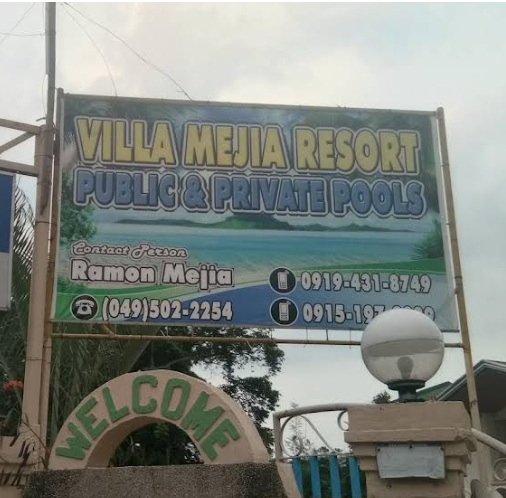 VILLA MEJIA RESORT
PUBLIC & PRIVATE POOLS
Contact Person
Ramon Mejia
0919-431-8749
(049)502-2254
WELCOME